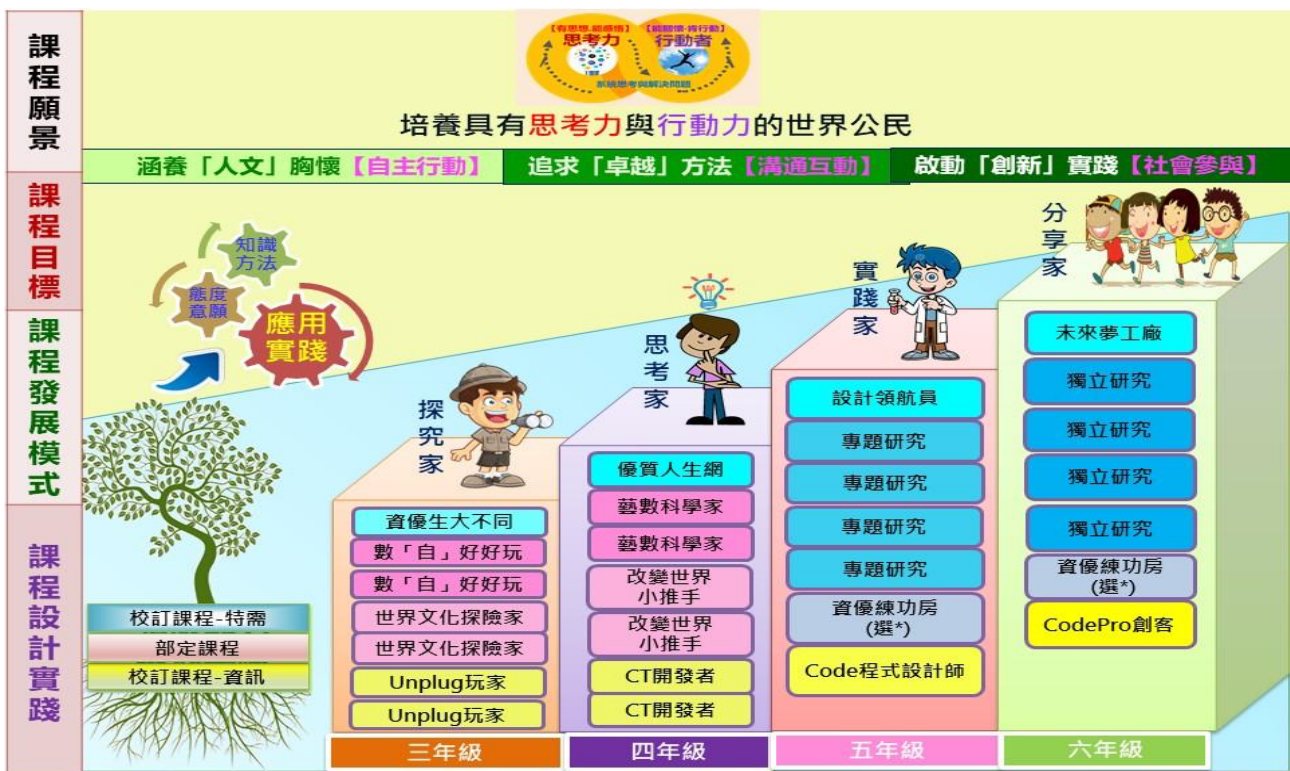 課程願景
課程目標
課程發展模式
課程設計實踐
【有思想.能感悟】
思考力
【能關懷.肯行動】
行動者
系統思考與解決問題
培養具有思考力與行動力的世界公民
涵養「人文」胸懷【自主行動】
追求「卓越」方法【溝通互動】
啟動「創新」實踐【社會參與】
知識
方法
態度
意願
應用
實踐
校訂課程-特需
部定課程
校訂課程-資訊
探究家
資優生大不同
數「自」好好玩
數「自」好好玩
世界文化探險家
世界文化探險家
Unplug玩家
Unplug玩家
三年級
思考家
優質人生網
藝數科學家
藝數科學家
改變世界
小推手
改變世界
小推手
CT開發者
CT開發者
四年級
實踐家
設計領航員
專題研究
專題研究
專題研究
專題研究
資優練功房
(選*)
Code程式設計師
五年級
分享家
未來夢工廠
獨立研究
獨立研究
獨立研究
獨立研究
資優練功房
(選*)
CodePro創客
六年級